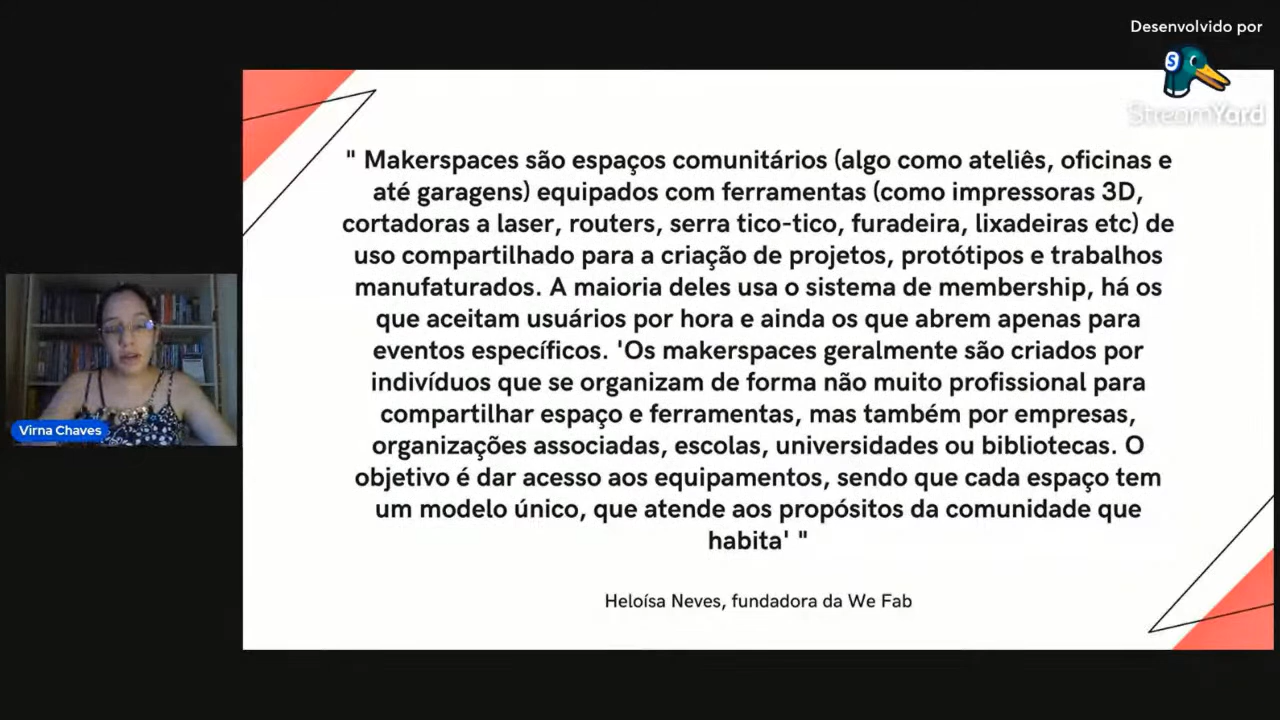 Desenvolvido por
StreamYard
" Makerspaces são espaços comunitários (algo como ateliês, oficinas e
até garagens) equipados com ferramentas (como impressoras 3D,
cortadoras a laser, routers, serra tico-tico, furadeira, lixadeiras etc) de
uso compartilhado para a criação de projetos, protótipos e trabalhos
manufaturados. A maioria deles usa o sistema de membership, há os
que aceitam usuários por hora e ainda os que abrem apenas para
eventos específicos. 'Os makerspaces geralmente são criados por
indivíduos que se organizam de forma não muito profissional para
compartilhar espaço e ferramentas, mas também por empresas,
organizações associadas, escolas, universidades ou bibliotecas. O
objetivo é dar acesso aos equipamentos, sendo que cada espaço tem
um modelo único, que atende aos propósitos da comunidade que
habita' "
Heloísa Neves, fundadora da We Fab
Virna Chaves